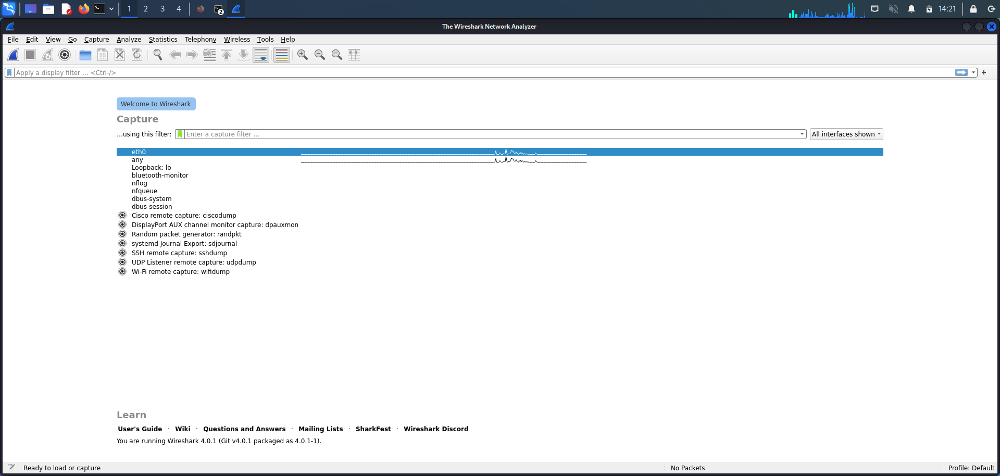 1 2 3 4 2 14:21
The Wireshark Network Analyzer
File Edit View Go Capture Analyze Statistics Telephony Wireless Tools Help
Apply a display filter ... <Ctrl-/> +
Welcome to Wireshark
Capture
...using this filter: Enter a capture filter ... All interfaces shown
eth0
any
Loopback: lo
bluetooth-monitor
nflog
nfqueue
dbus-system
dbus-session
Cisco remote capture: ciscodump
DisplayPort AUX channel monitor capture: dpauxmon
Random packet generator: randpkt
systemd Journal Export: sdjournal
SSH remote capture: sshdump
UDP Listener remote capture: udpdump
Wi-Fi remote capture: wifidump
Learn
User's Guide · Wiki · Questions and Answers · Mailing Lists · SharkFest · Wireshark Discord
You are running Wireshark 4.0.1 (Git v4.0.1 packaged as 4.0.1-1).
Ready to load or capture No Packets Profile: Default